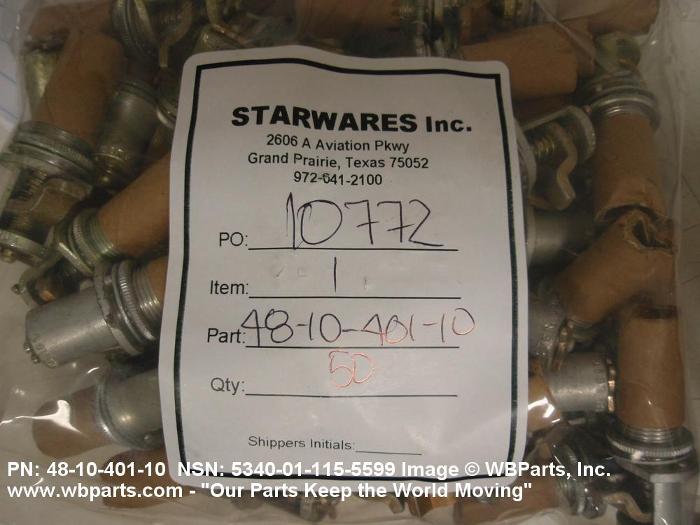 STARWARES Inc.
2606 A Aviation Pkwy
Grand Prairie, Texas 75052
972-641-2100
PO: 10772
Item: 1
Part: 48-10-401-10
Qty: 50
Shippers Initials:
PN: 48-10-401-10 NSN: 5340-01-115-5599 Image © WBParts, Inc.
www.wbparts.com - "Our Parts Keep the World Moving"